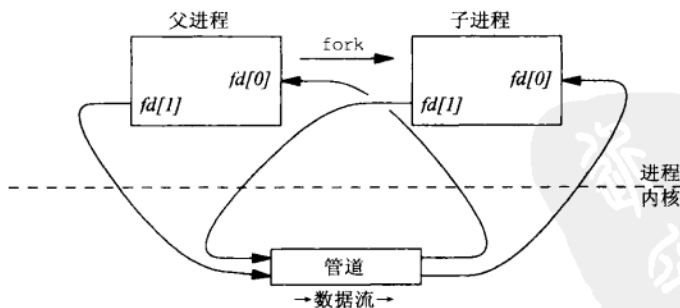 父进程
子进程
fork
fd[0]
fd[0]
fd[1]
fd[1]
进程
内核
管道
→数据流→